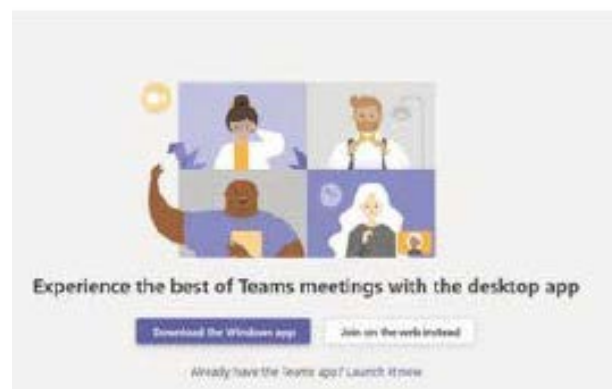 Experience the best of Teams meetings with the desktop app
Download the Windows app
Join on the web instead
Already have the Teams app? Launch it now